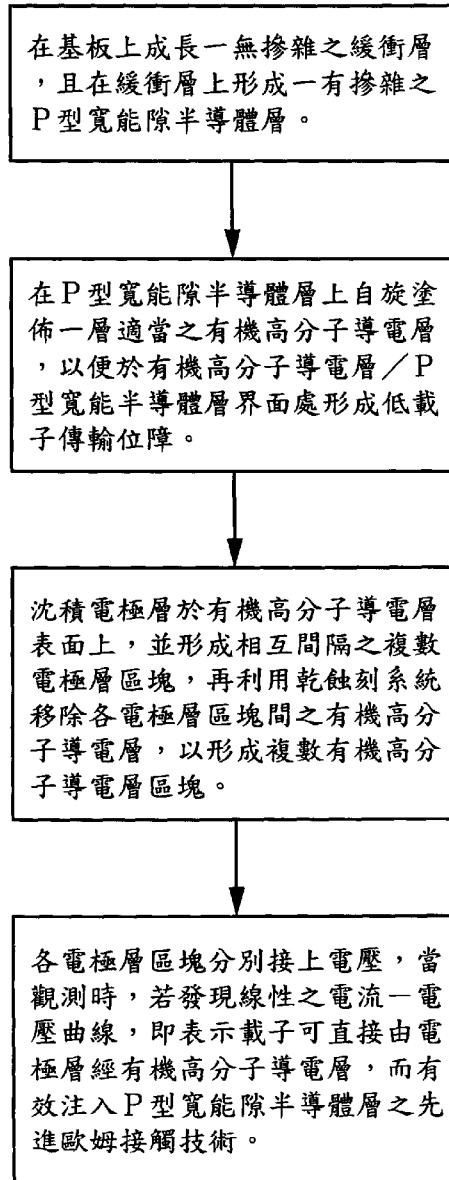 在基板上成長一無摻雜之緩衝層
，且在緩衝層上形成一有摻雜之
P型寬能隙半導體層。
在P型寬能隙半導體層上自旋塗
佈一層適當之有機高分子導電層
，以便於有機高分子導電層／P
型寬能半導體層界面處形成低載
子傳輸位障。
沈積電極層於有機高分子導電層
表面上，並形成相互間隔之複數
電極層區塊，再利用乾蝕刻系統
移除各電極層區塊間之有機高分
子導電層，以形成複數有機高分
子導電層區塊。
各電極層區塊分別接上電壓，當
觀測時，若發現線性之電流－電
壓曲線，即表示載子可直接由電
極層經有機高分子導電層，而有
效注入P型寬能隙半導體層之先
進歐姆接觸技術。